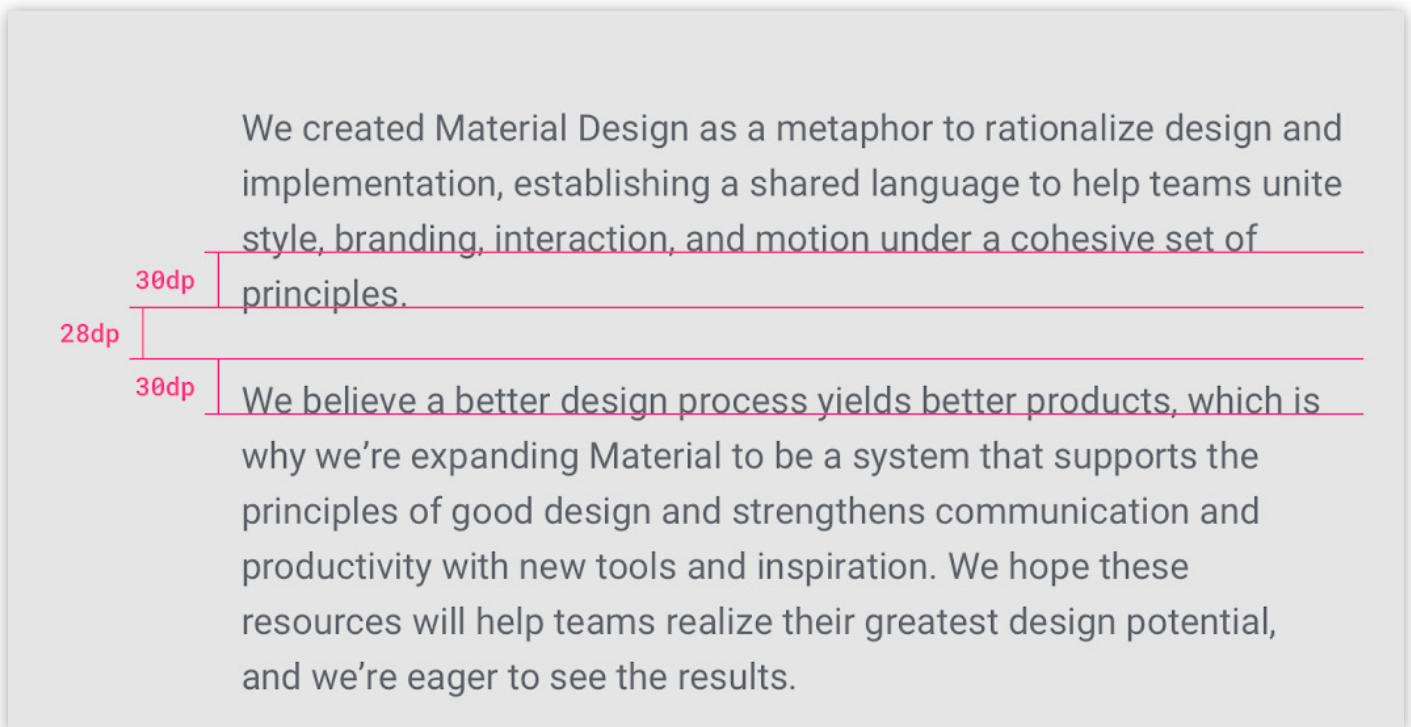 We created Material Design as a metaphor to rationalize design and
implementation, establishing a shared language to help teams unite
style, branding, interaction, and motion under a cohesive set of
30dp
principles.
28dp
30dp
We believe a better design process yields better products, which is
why we’re expanding Material to be a system that supports the
principles of good design and strengthens communication and
productivity with new tools and inspiration. We hope these
resources will help teams realize their greatest design potential,
and we’re eager to see the results.